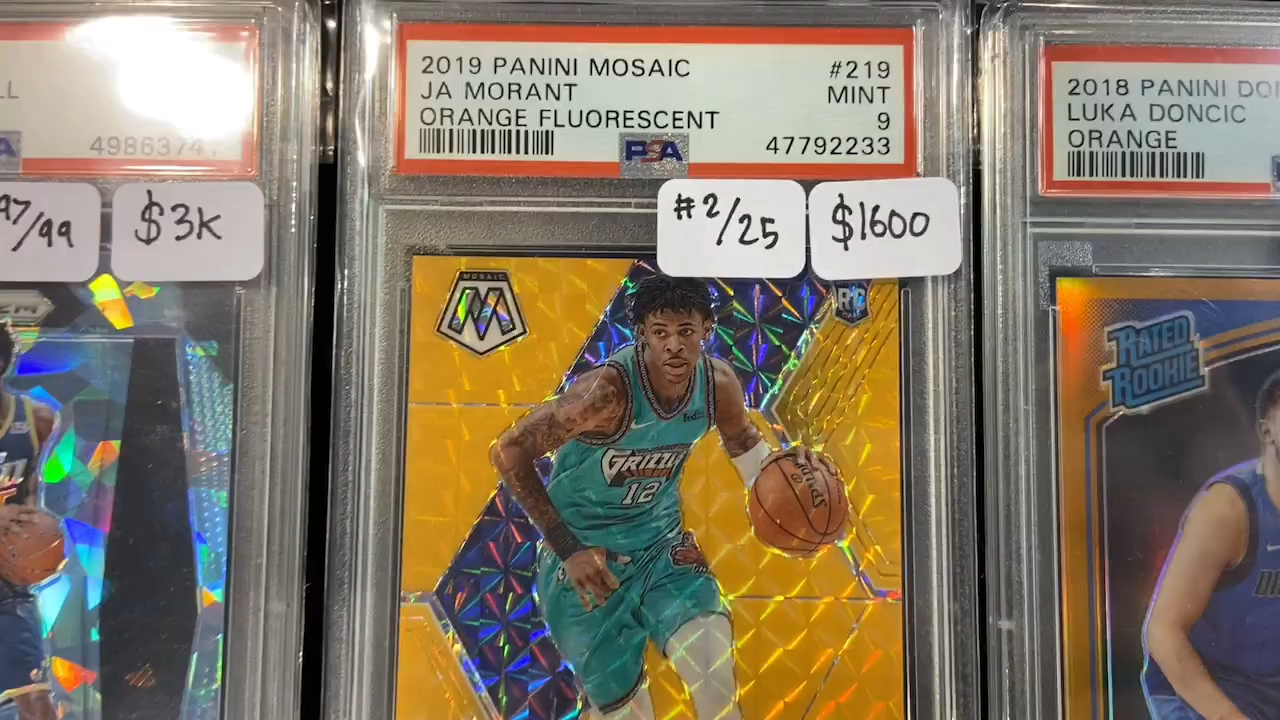 4986374
97/99
$3K
2019 PANINI MOSAIC #219
JA MORANT MINT
ORANGE FLUORESCENT 9
PSA 47792233
#2/25
$1600
MOSAIC
M
RC
FedEx
12
2018 PANINI
LUKA DONCIC
ORANGE
RATED
ROOKIE